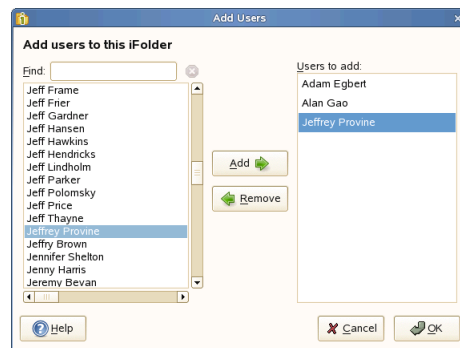 Add Users
Add users to this iFolder
Find:
Jeff Frame
Jeff Frier
Jeff Gardner
Jeff Hansen
Jeff Hawkins
Jeff Hendricks
Jeff Lindholm
Jeff Parker
Jeff Polomsky
Jeff Price
Jeff Thayne
Jeffrey Provine
Jeffry Brown
Jennifer Shelton
Jenny Harris
Jeremy Bevan
Add
Remove
Users to add:
Adam Egbert
Alan Gao
Jeffrey Provine
Help
Cancel
OK